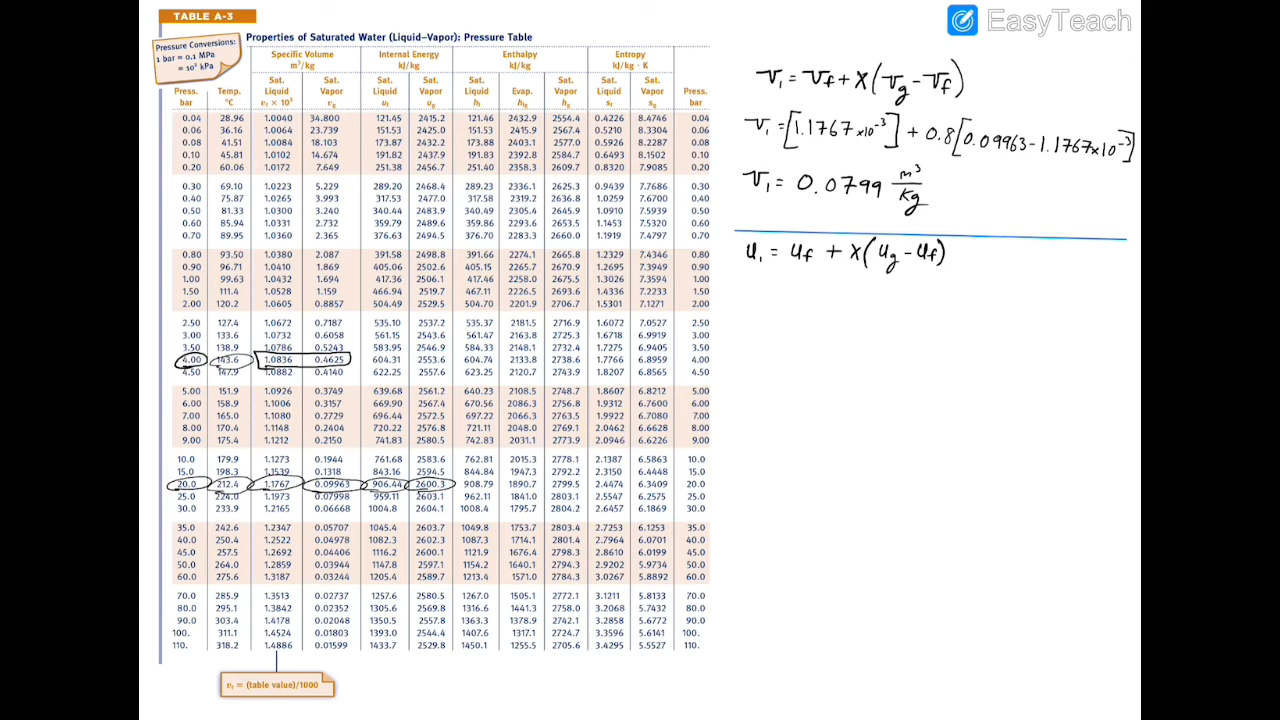 TABLE A-3
EasyTeach
Properties of Saturated Water (Liquid–Vapor): Pressure Table
Pressure Conversions:
1 bar = 0.1 MPa
= 10² kPa
Specific Volume Internal Energy Enthalpy Entropy
m³/kg kJ/kg kJ/kg kJ/kg · K
Sat. Sat. Sat. Sat. Sat. Sat. Sat. Sat.
Press. Temp. Liquid Vapor Liquid Vapor Liquid Evap. Vapor Liquid Vapor Press.
bar °C vf × 10³ vg uf ug hf hfg hg sf sg bar
0.04 28.96 1.0040 34.800 121.45 2415.2 121.46 2432.9 2554.4 0.4226 8.4746 0.04
0.06 36.16 1.0064 23.739 151.53 2425.0 151.53 2415.9 2567.4 0.5210 8.3304 0.06
0.08 41.51 1.0084 18.103 173.87 2432.2 173.88 2403.1 2577.0 0.5926 8.2287 0.08
0.10 45.81 1.0102 14.674 191.82 2437.9 191.83 2392.8 2584.7 0.6493 8.1502 0.10
0.20 60.06 1.0172 7.649 251.38 2456.7 251.40 2358.3 2609.7 0.8320 7.9085 0.20
0.30 69.10 1.0223 5.229 289.20 2468.4 289.23 2336.1 2625.3 0.9439 7.7686 0.30
0.40 75.87 1.0265 3.993 317.53 2477.0 317.58 2319.2 2636.8 1.0259 7.6700 0.40
0.50 81.33 1.0300 3.240 340.44 2483.9 340.49 2305.4 2645.9 1.0910 7.5939 0.50
0.60 85.94 1.0331 2.732 359.79 2489.6 359.86 2293.6 2653.5 1.1453 7.5320 0.60
0.70 89.95 1.0360 2.365 376.63 2494.5 376.70 2283.3 2660.0 1.1919 7.4797 0.70
0.80 93.50 1.0380 2.087 391.58 2498.8 391.66 2274.1 2665.8 1.2329 7.4346 0.80
0.90 96.71 1.0410 1.869 405.06 2502.6 405.15 2265.7 2670.9 1.2695 7.3949 0.90
1.00 99.63 1.0432 1.694 417.36 2506.1 417.46 2258.0 2675.5 1.3026 7.3594 1.00
1.50 111.4 1.0528 1.159 466.94 2519.7 467.11 2226.5 2693.6 1.4336 7.2233 1.50
2.00 120.2 1.0605 0.8857 504.49 2529.5 504.70 2201.9 2706.7 1.5301 7.1271 2.00
2.50 127.4 1.0672 0.7187 535.10 2537.2 535.37 2181.5 2716.9 1.6072 7.0527 2.50
3.00 133.6 1.0732 0.6058 561.15 2543.6 561.47 2163.8 2725.3 1.6718 6.9919 3.00
3.50 138.9 1.0786 0.5243 583.95 2546.9 584.33 2148.1 2732.4 1.7275 6.9405 3.50
4.00 143.6 1.0836 0.4625 604.31 2553.6 604.74 2133.8 2738.6 1.7766 6.8959 4.00
4.50 147.9 1.0882 0.4140 622.25 2557.6 623.25 2120.7 2743.9 1.8207 6.8565 4.50
5.00 151.9 1.0926 0.3749 639.68 2561.2 640.23 2108.5 2748.7 1.8607 6.8212 5.00
6.00 158.9 1.1006 0.3157 669.90 2567.4 670.56 2086.3 2756.8 1.9312 6.7600 6.00
7.00 165.0 1.1080 0.2729 696.44 2572.5 697.22 2066.3 2763.5 1.9922 6.7080 7.00
8.00 170.4 1.1148 0.2404 720.22 2576.8 721.11 2048.0 2769.1 2.0462 6.6628 8.00
9.00 175.4 1.1212 0.2150 741.83 2580.5 742.83 2031.1 2773.9 2.0946 6.6226 9.00
10.0 179.9 1.1273 0.1944 761.68 2583.6 762.81 2015.3 2778.1 2.1387 6.5863 10.0
15.0 198.3 1.1539 0.1318 843.16 2594.5 844.84 1947.3 2792.2 2.3150 6.4448 15.0
20.0 212.4 1.1767 0.09963 906.44 2600.3 908.79 1890.7 2799.5 2.4474 6.3409 20.0
25.0 224.0 1.1973 0.07998 959.11 2603.1 962.11 1841.0 2803.1 2.5547 6.2575 25.0
30.0 233.9 1.2165 0.06668 1004.8 2604.1 1008.4 1795.7 2804.2 2.6457 6.1869 30.0
35.0 242.6 1.2347 0.05707 1045.4 2603.7 1049.8 1753.7 2803.4 2.7253 6.1253 35.0
40.0 250.4 1.2522 0.04978 1082.3 2602.3 1087.3 1714.1 2801.4 2.7964 6.0701 40.0
45.0 257.5 1.2692 0.04406 1116.2 2600.1 1121.9 1676.4 2798.3 2.8610 6.0199 45.0
50.0 264.0 1.2859 0.03944 1147.8 2597.1 1154.2 1640.1 2794.3 2.9202 5.9734 50.0
60.0 275.6 1.3187 0.03244 1205.4 2589.7 1213.4 1571.0 2784.3 3.0267 5.8892 60.0
70.0 285.9 1.3513 0.02737 1257.6 2580.5 1267.0 1505.1 2772.1 3.1211 5.8133 70.0
80.0 295.1 1.3842 0.02352 1305.6 2569.8 1316.6 1441.3 2758.0 3.2068 5.7432 80.0
90.0 303.4 1.4178 0.02048 1350.5 2557.8 1363.3 1378.9 2742.1 3.2858 5.6772 90.0
100. 311.1 1.4524 0.01803 1393.0 2544.4 1407.6 1317.1 2724.7 3.3596 5.6141 100.
110. 318.2 1.4886 0.01599 1433.7 2529.8 1450.1 1255.5 2705.6 3.4295 5.5527 110.
vf = (table value)/1000
v₁ = vf + x(vg − vf)
v₁ = [1.1767×10⁻³] + 0.8[0.09963 − 1.1767×10⁻³]
v₁ = 0.0799 m³/kg
u₁ = uf + x(ug − uf)